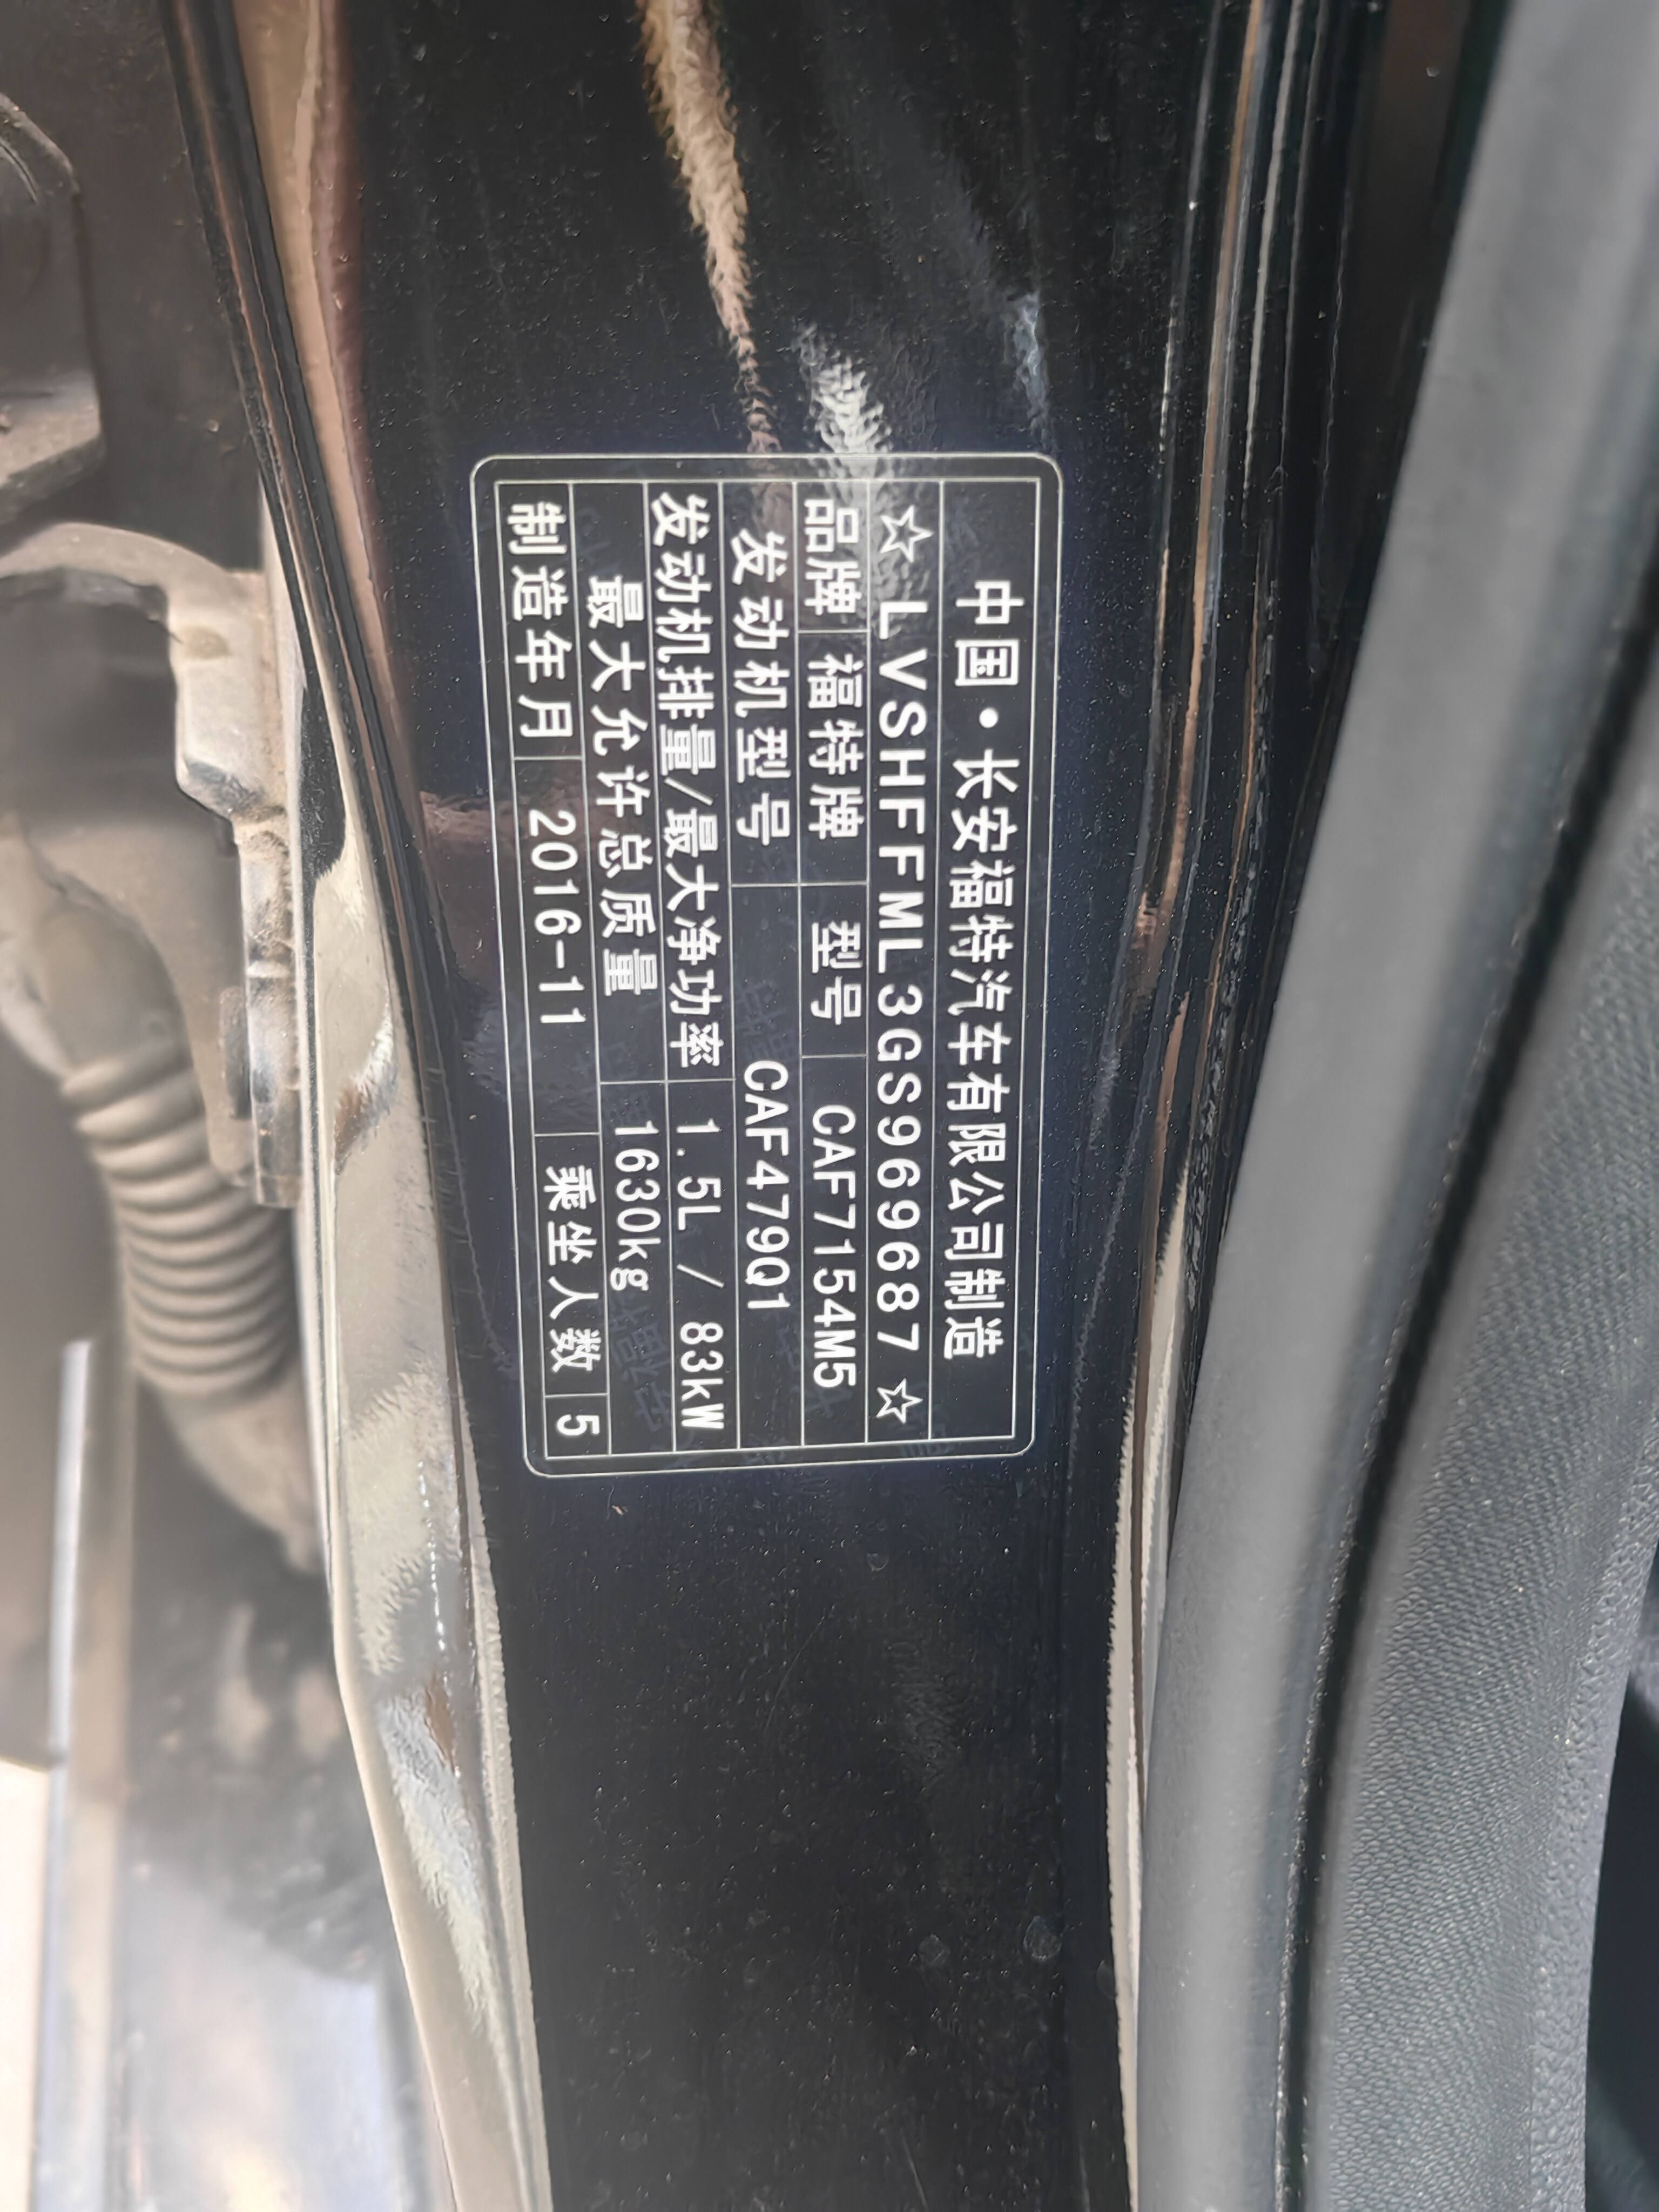 中国·长安福特汽车有限公司制造
☆LVSHFFML3GS969687☆
品牌 福特牌 型号 CAF7154M5
发动机型号 CAF479Q1
发动机排量/最大净功率 1.5L / 83kW
最大允许总质量 1630kg
制造年月 2016-11 乘坐人数 5